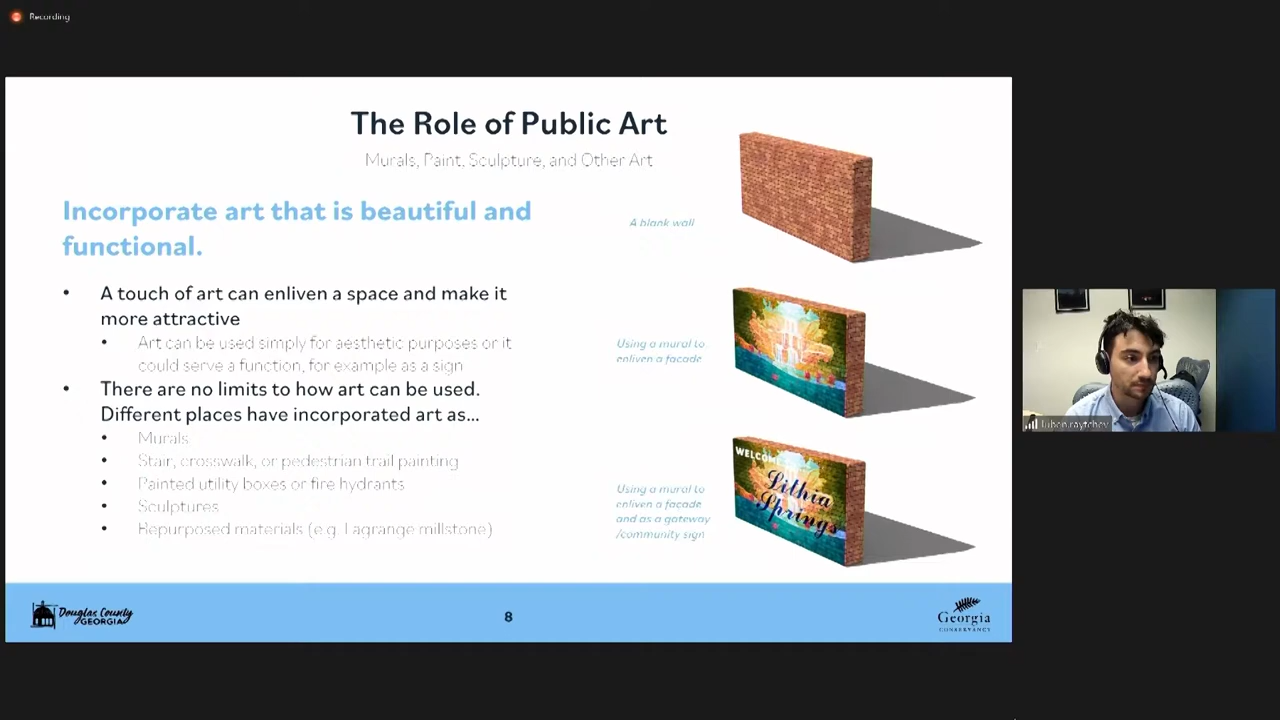 Recording
The Role of Public Art
Murals, Paint, Sculpture, and Other Art
Incorporate art that is beautiful and
functional.
• A touch of art can enliven a space and make it
more attractive
• Art can be used simply for aesthetic purposes or it
could serve a function, for example as a sign
• There are no limits to how art can be used.
Different places have incorporated art as...
• Murals
• Stair, crosswalk, or pedestrian trail painting
• Painted utility boxes or fire hydrants
• Sculptures
• Repurposed materials (e.g. Lagrange millstone)
A blank wall
Using a mural to
enliven a facade
WELCOME
Lithia
Springs
Using a mural to
enliven a facade
and as a gateway
/community sign
luben.raytchev
Douglas County
GEORGIA
8
Georgia
CONSERVANCY